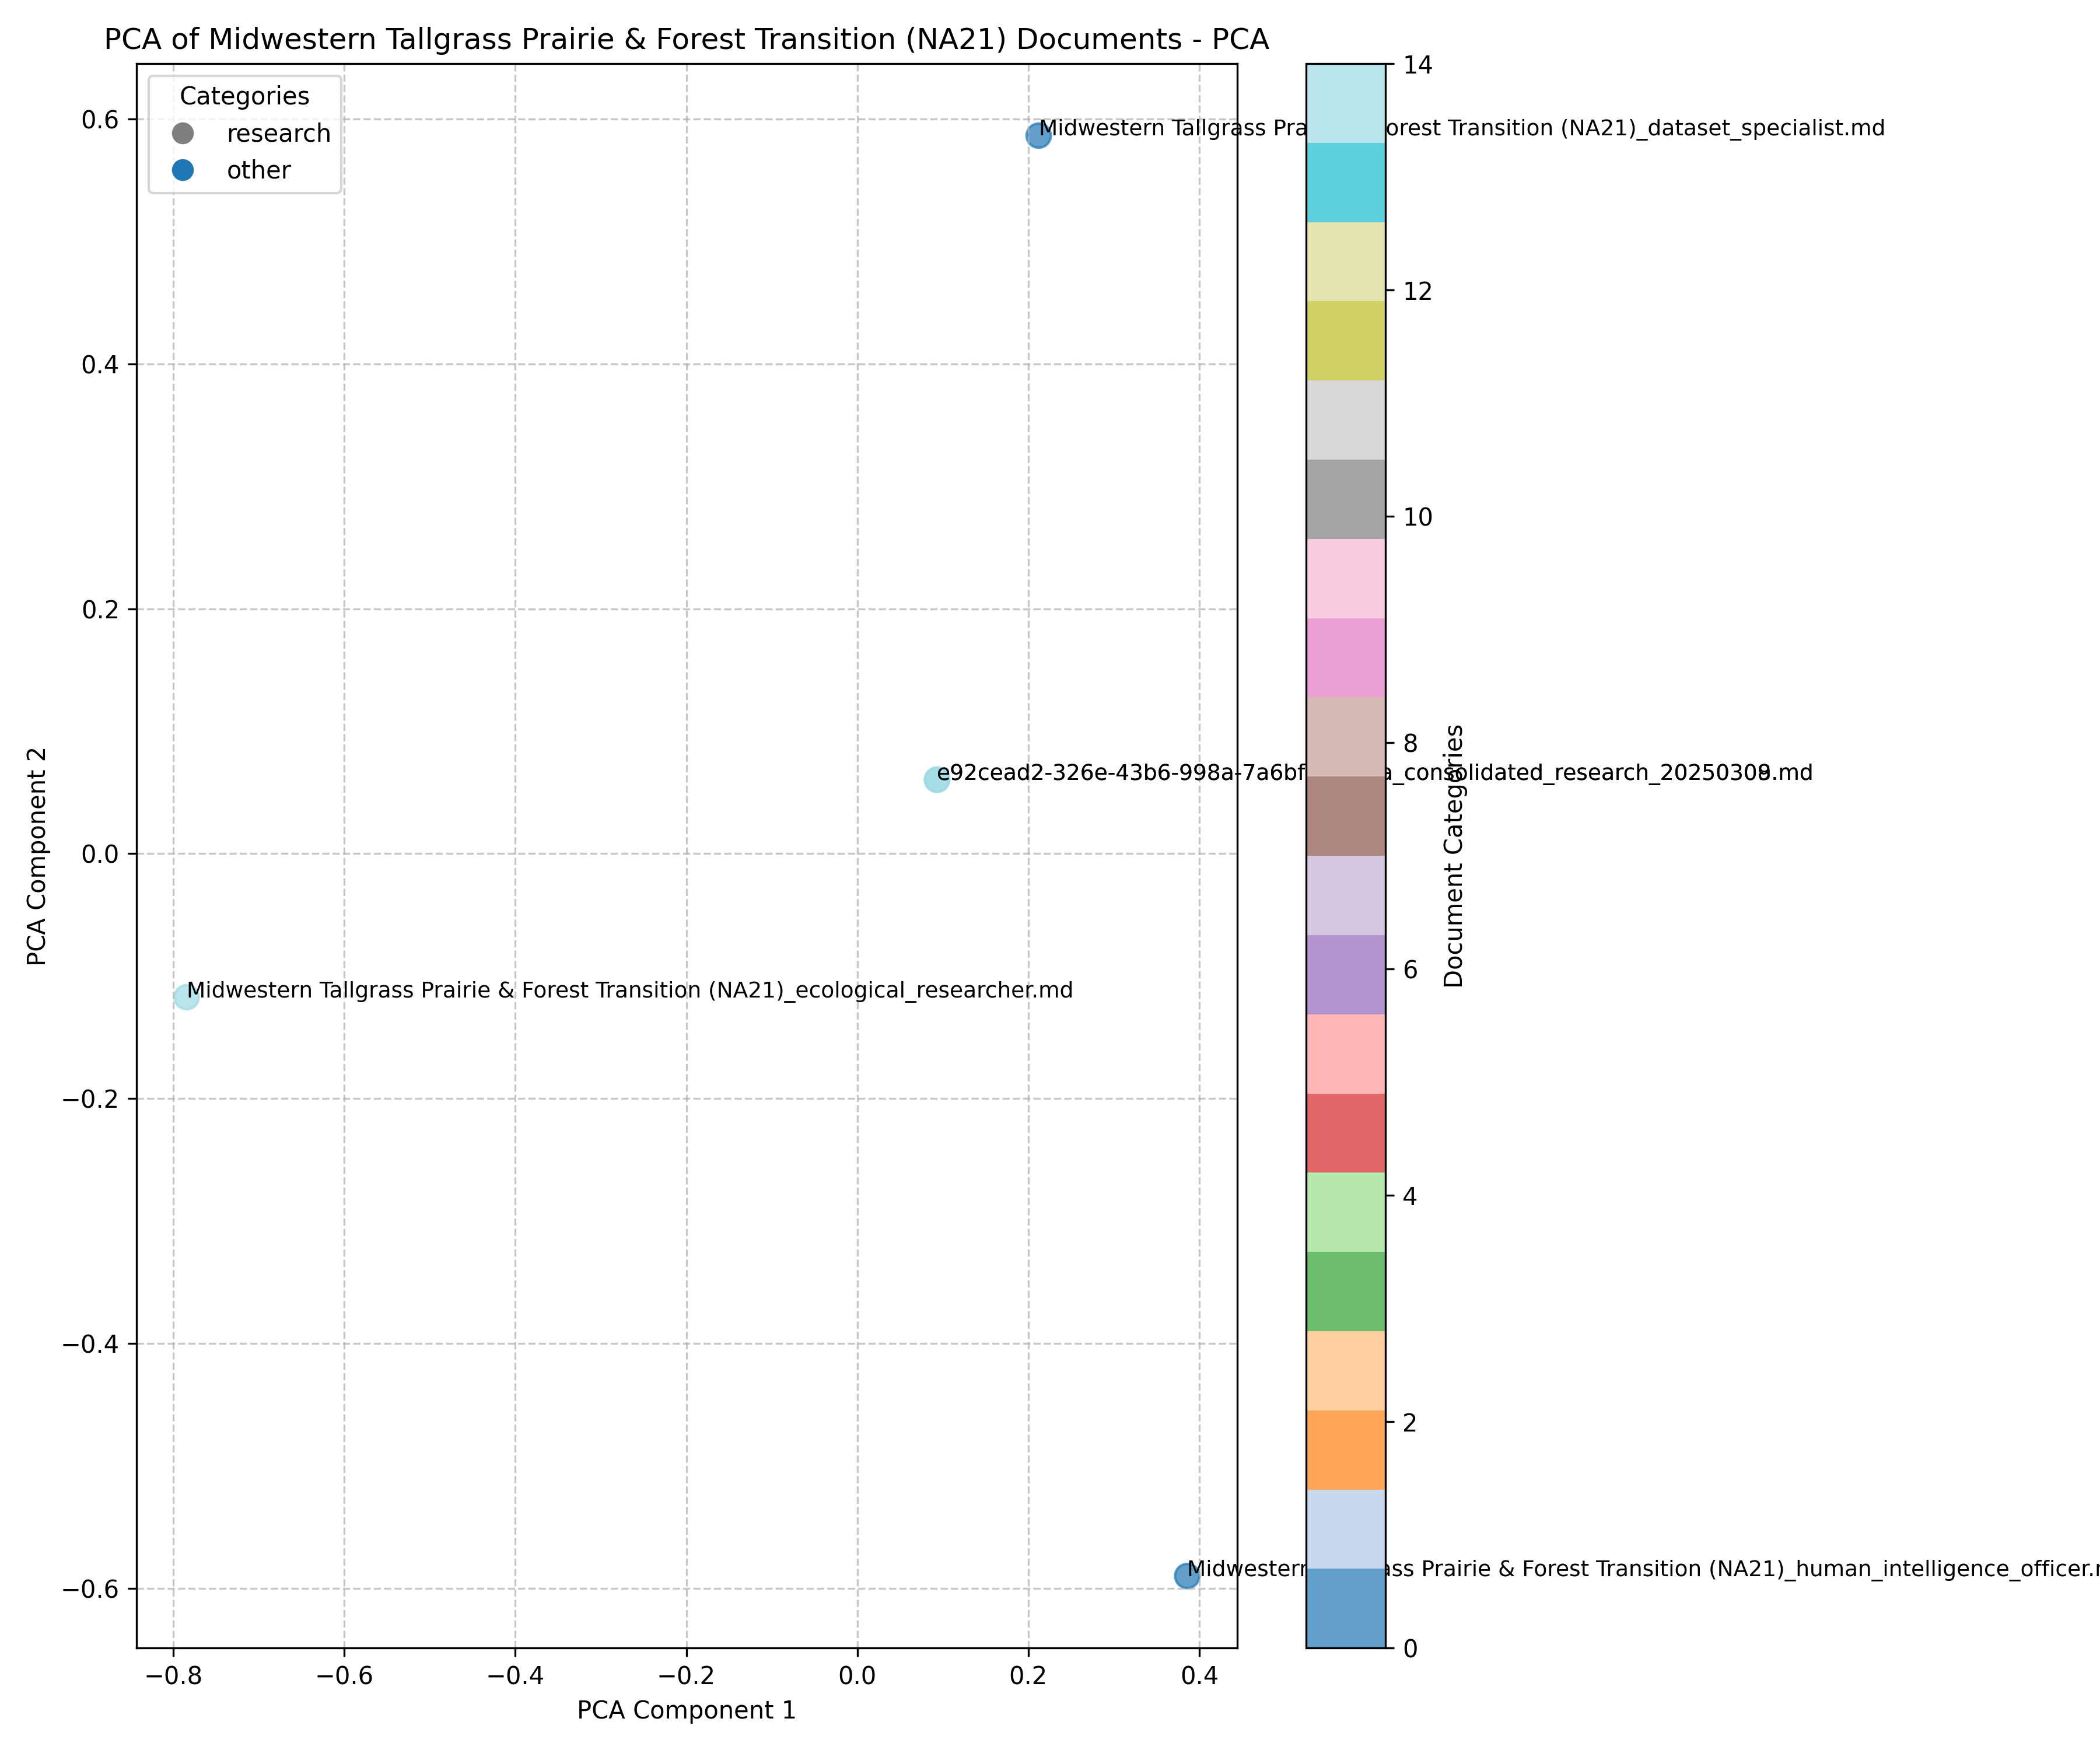 PCA of Midwestern Tallgrass Prairie & Forest Transition (NA21) Documents - PCA
Categories
research
other
0.6
0.4
0.2
0.0
−0.2
−0.4
−0.6
PCA Component 2
Midwestern Tallgrass Pra orest Transition (NA21)_dataset_specialist.md
e92cead2-326e-43b6-998a-7a6bf a_consolidated_research_20250309.md
Midwestern Tallgrass Prairie & Forest Transition (NA21)_ecological_researcher.md
Midwestern ass Prairie & Forest Transition (NA21)_human_intelligence_officer.
−0.8
−0.6
−0.4
−0.2
0.0
0.2
0.4
PCA Component 1
14
12
10
8
6
4
2
0
Document Categories